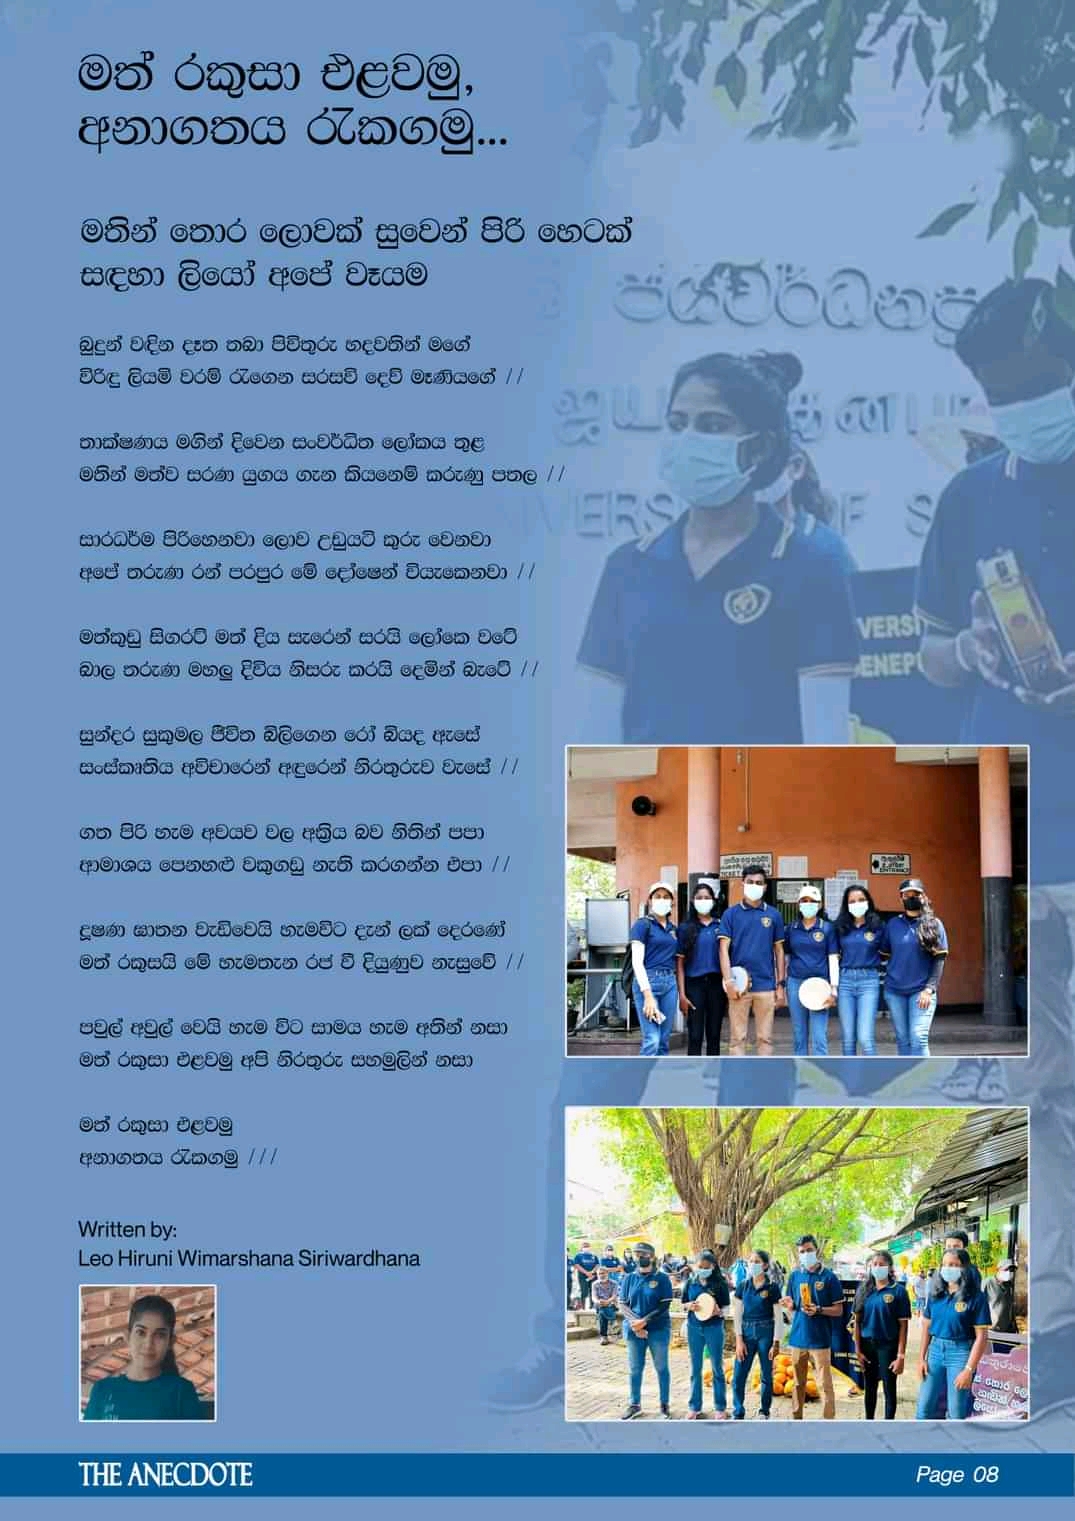 මත් රකුසා එළවමු,
අනාගතය රැකගමු...
මතින් තොර ලොවක් සුවෙන් පිරි හෙටක්
සඳහා ලියෝ අපේ වෑයම
බුදුන් වඳින දෑත තබා පිවිතුරු හදවතින් මගේ
විරිඳු ලියමි වරම් රැගෙන සරසවි දෙව් මෑණියගේ //
තාක්ෂණය මගින් දිවෙන සංවර්ධිත ලෝකය තුළ
මතින් මත්ව සරණ යුගය ගැන කියනෙමි කරුණු පතල //
සාරධර්ම පිරිහෙනවා ලොව උඩුයටි කුරු වෙනවා
අපේ තරුණ රන් පරපුර මේ දෝෂෙන් වියැකෙනවා //
මත්කුඩු සිගරට් මත් දිය සැරෙන් සරයි ලෝකෙ වටේ
බාල තරුණ මහලු දිවිය නිසරු කරයි දෙමින් බැටේ //
සුන්දර සුකුමල ජීවිත බිලිගෙන රෝ බියද ඇසේ
සංස්කෘතිය අවිචාරෙන් අඳුරෙන් නිරතුරුව වැසේ //
ගත පිරි හැම අවයව වල අක්‍රිය බව නිතින් පපා
ආමාශය පෙනහළු වකුගඩු නැති කරගන්න එපා //
දූෂණ ඝාතන වැඩිවෙයි හැමවිට දැන් ලක් දෙරණේ
මත් රකුසයි මේ හැමතැන රජ වී දියුණුව නැසුවේ //
පවුල් අවුල් වෙයි හැම විට සාමය හැම අතින් නසා
මත් රකුසා එළවමු අපි නිරතුරු සහමුලින් නසා
මත් රකුසා එළවමු
අනාගතය රැකගමු ///
Written by:
Leo Hiruni Wimarshana Siriwardhana
THE ANECDOTE
Page 08